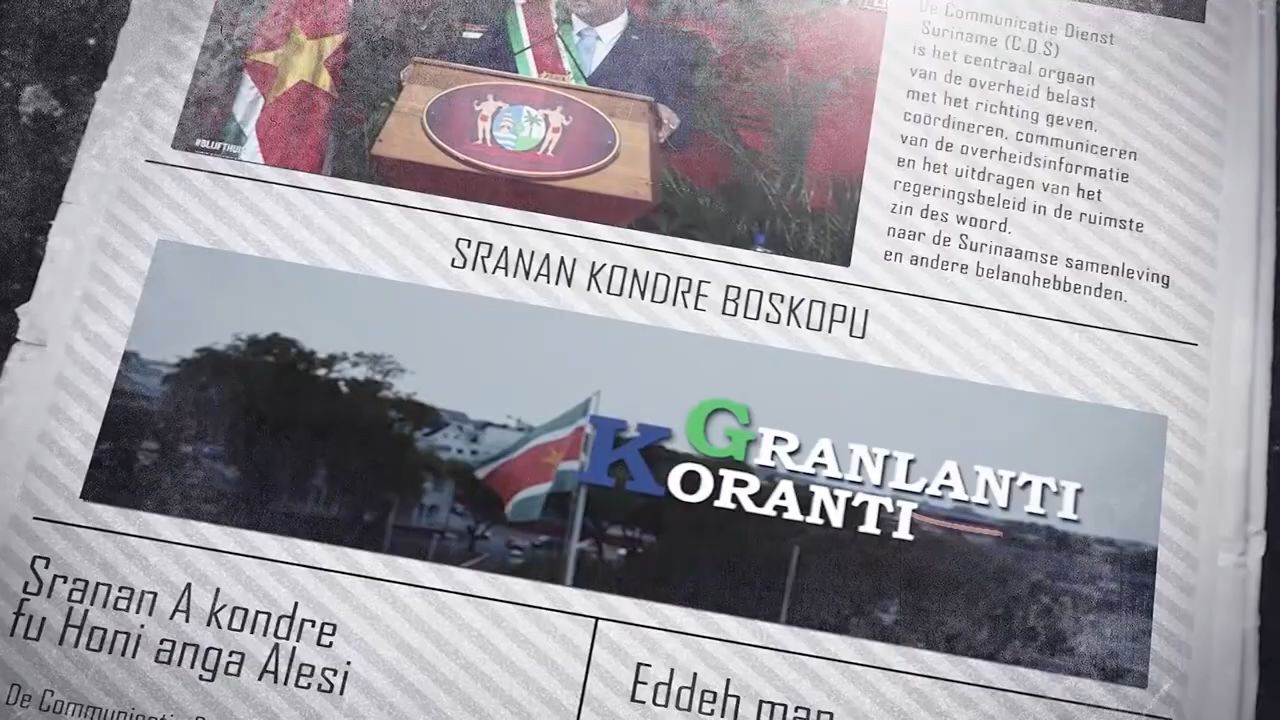 De Communicatie Dienst
Suriname (C.D.S)
is het centraal orgaan
van de overheid belast
met het richting geven,
coördineren, communiceren
van de overheidsinformatie
en het uitdragen van het
regeringsbeleid in de ruimste
zin des woord.
naar de Surinaamse samenleving
en andere belanghebbenden.
SRANAN KONDRE BOSKOPU
GRANLANTI
KORANTI
Sranan A kondre
fu Honi anga Alesi
Eddeh man
De